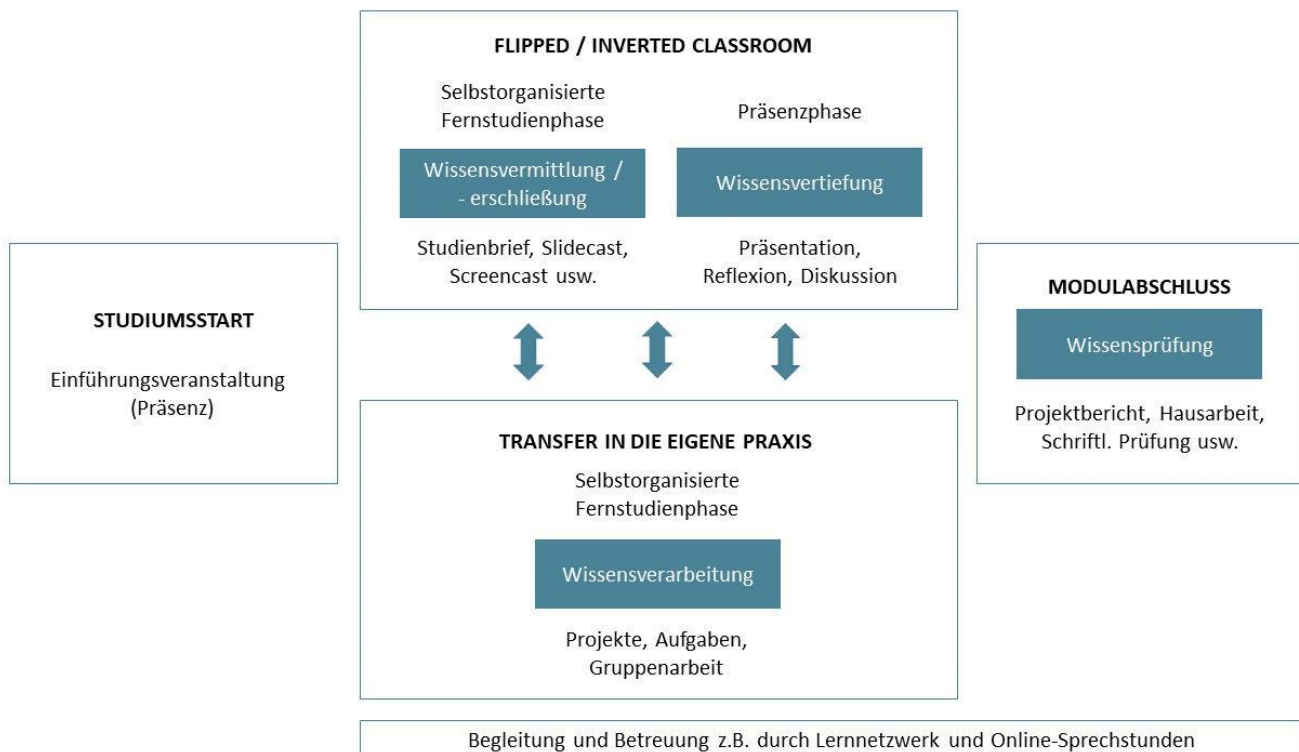 FLIPPED / INVERTED CLASSROOM
Selbstorganisierte
Fernstudienphase
Wissensvermittlung /
- erschließung
Studienbrief, Slidecast,
Screencast usw.
Präsenzphase
Wissensvertiefung
Präsentation,
Reflexion, Diskussion
STUDIUMSSTART
Einführungsveranstaltung
(Präsenz)
TRANSFER IN DIE EIGENE PRAXIS
Selbstorganisierte
Fernstudienphase
Wissensverarbeitung
Projekte, Aufgaben,
Gruppenarbeit
MODULABSCHLUSS
Wissensprüfung
Projektbericht, Hausarbeit,
Schriftl. Prüfung usw.
Begleitung und Betreuung z.B. durch Lernnetzwerk und Online-Sprechstunden